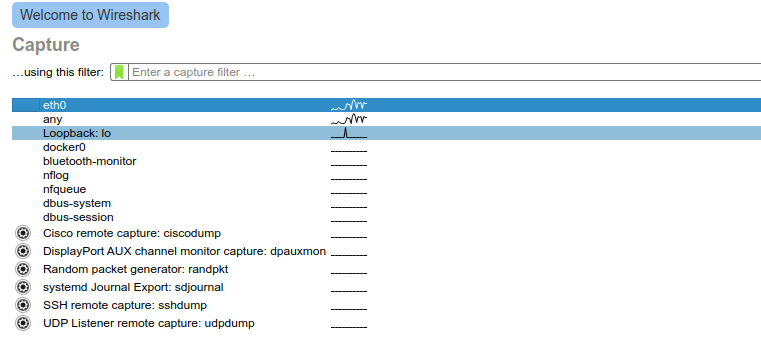 Welcome to Wireshark
Capture
…using this filter: Enter a capture filter …
eth0
any
Loopback: lo
docker0
bluetooth-monitor
nflog
nfqueue
dbus-system
dbus-session
Cisco remote capture: ciscodump
DisplayPort AUX channel monitor capture: dpauxmon
Random packet generator: randpkt
systemd Journal Export: sdjournal
SSH remote capture: sshdump
UDP Listener remote capture: udpdump